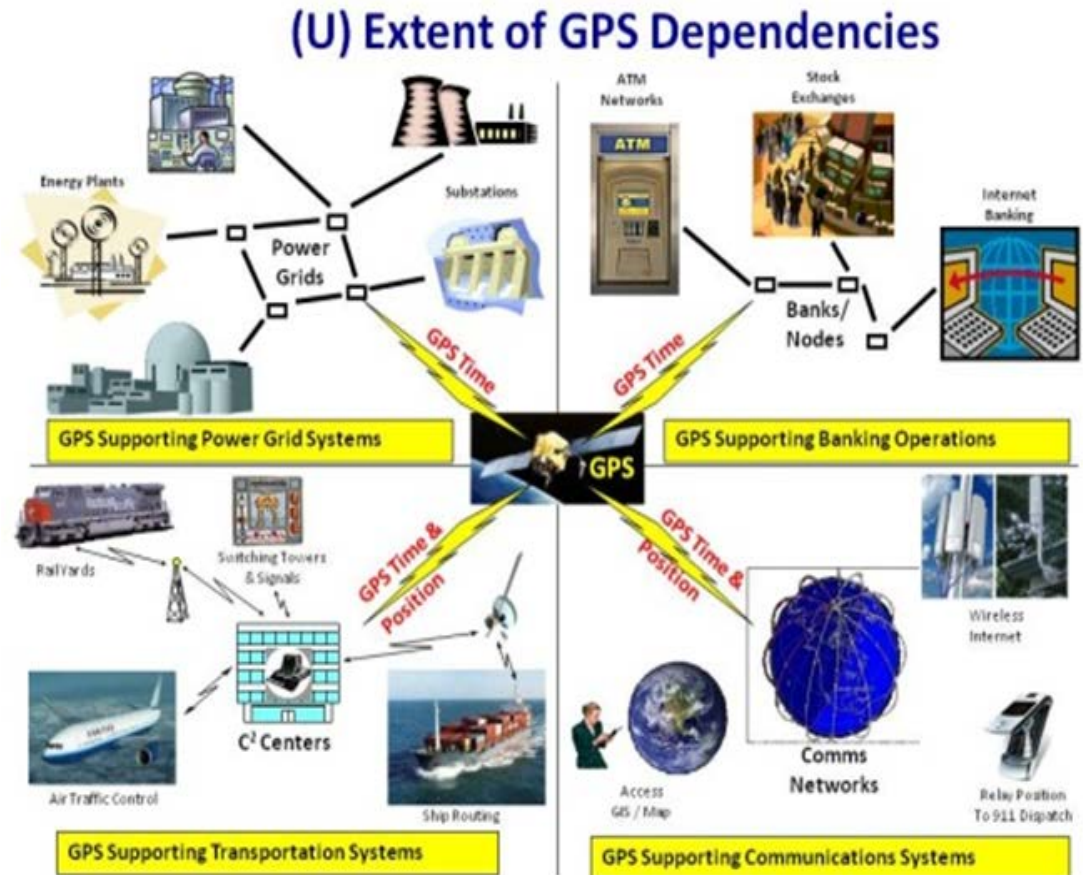 (U) Extent of GPS Dependencies
Energy Plants
Substations
Power
Grids
GPS Time
GPS Supporting Power Grid Systems
ATM
Networks
ATM
Stock
Exchanges
Internet
Banking
Banks/
Nodes
GPS Time
GPS Supporting Banking Operations
GPS
Rail Yards
Switching Towers
& Signals
GPS Time &
Position
C² Centers
Air Traffic Control
Ship Routing
GPS Supporting Transportation Systems
GPS Time &
Position
Wireless
Internet
Comms
Networks
Access
GIS / Map
Relay Position
To 911 Dispatch
GPS Supporting Communications Systems